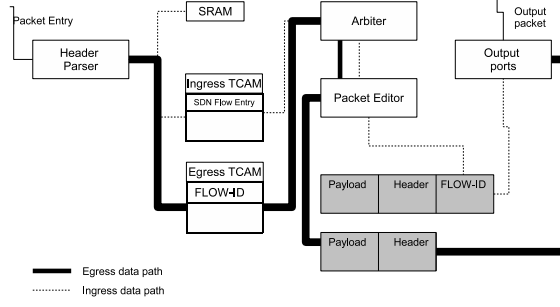 Packet Entry
SRAM
Arbiter
Output
packet
Header
Parser
Output
ports
Ingress TCAM
SDN Flow Entry
Packet Editor
Egress TCAM
FLOW-ID
Payload Header FLOW-ID
Payload Header
Egress data path
Ingress data path